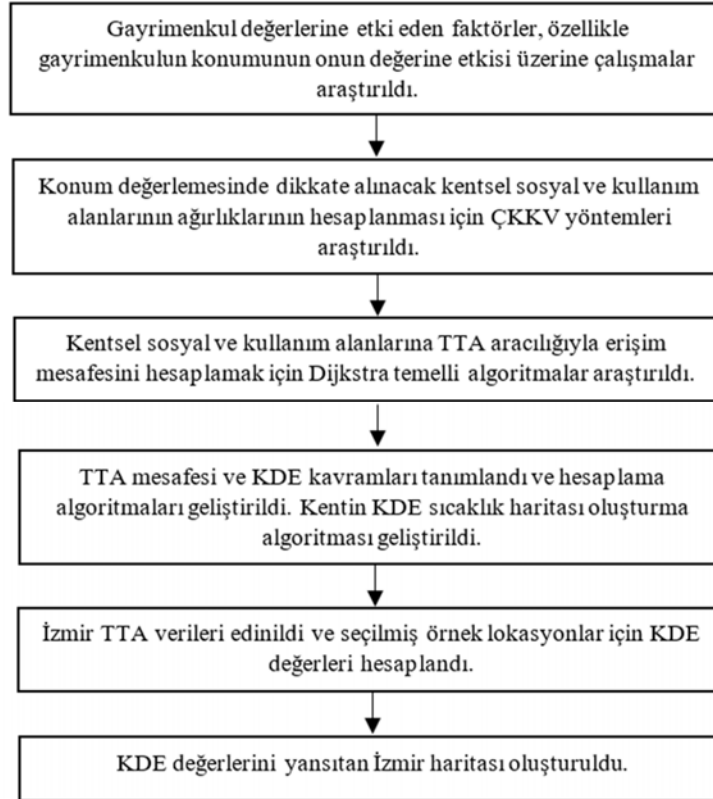 Gayrimenkul değerlerine etki eden faktörler, özellikle
gayrimenkulun konumunun onun değerine etkisi üzerine çalışmalar
araştırıldı.
Konum değerlemesinde dikkate alınacak kentsel sosyal ve kullanım
alanlarının ağırlıklarının hesaplanması için ÇKKV yöntemleri
araştırıldı.
Kentsel sosyal ve kullanım alanlarına TTA aracılığıyla erişim
mesafesini hesaplamak için Dijkstra temelli algoritmalar araştırıldı.
TTA mesafesi ve KDE kavramları tanımlandı ve hesaplama
algoritmaları geliştirildi. Kentin KDE sıcaklık haritası oluşturma
algoritması geliştirildi.
İzmir TTA verileri edinildi ve seçilmiş örnek lokasyonlar için KDE
değerleri hesaplandı.
KDE değerlerini yansıtan İzmir haritası oluşturuldu.